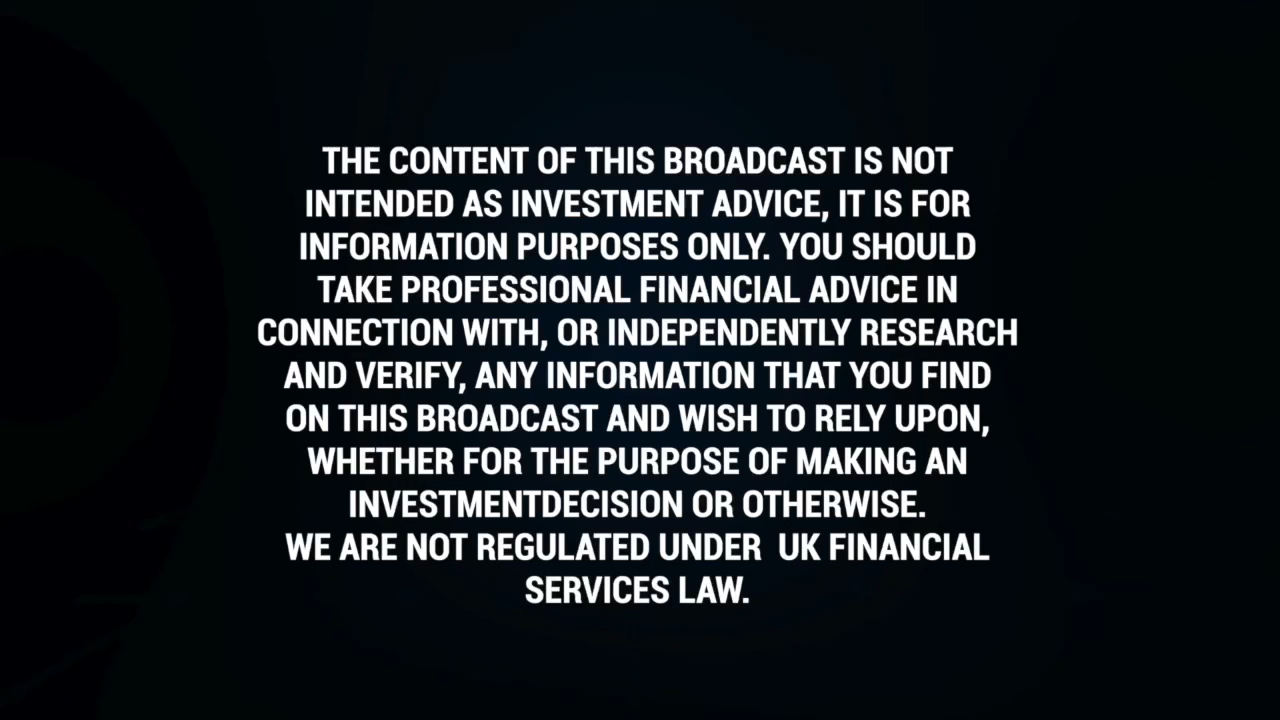 THE CONTENT OF THIS BROADCAST IS NOT
INTENDED AS INVESTMENT ADVICE, IT IS FOR
INFORMATION PURPOSES ONLY. YOU SHOULD
TAKE PROFESSIONAL FINANCIAL ADVICE IN
CONNECTION WITH, OR INDEPENDENTLY RESEARCH
AND VERIFY, ANY INFORMATION THAT YOU FIND
ON THIS BROADCAST AND WISH TO RELY UPON,
WHETHER FOR THE PURPOSE OF MAKING AN
INVESTMENTDECISION OR OTHERWISE.
WE ARE NOT REGULATED UNDER  UK FINANCIAL
SERVICES LAW.